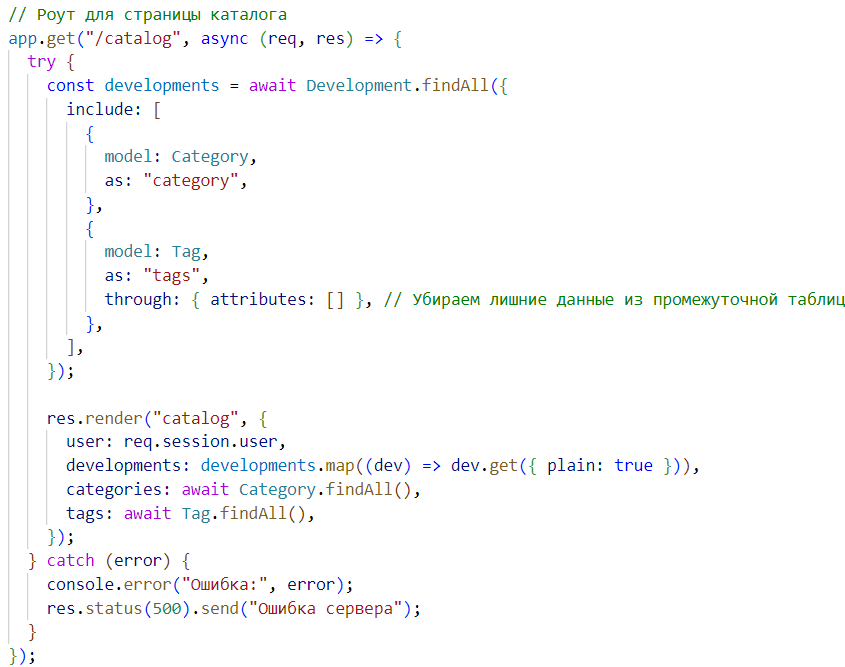 // Роут для страницы каталога
app.get("/catalog", async (req, res) => {
  try {
    const developments = await Development.findAll({
      include: [
        {
          model: Category,
          as: "category",
        },
        {
          model: Tag,
          as: "tags",
          through: { attributes: [] }, // Убираем лишние данные из промежуточной таблиц
        },
      ],
    });

    res.render("catalog", {
      user: req.session.user,
      developments: developments.map((dev) => dev.get({ plain: true })),
      categories: await Category.findAll(),
      tags: await Tag.findAll(),
    });
  } catch (error) {
    console.error("Ошибка:", error);
    res.status(500).send("Ошибка сервера");
  }
});